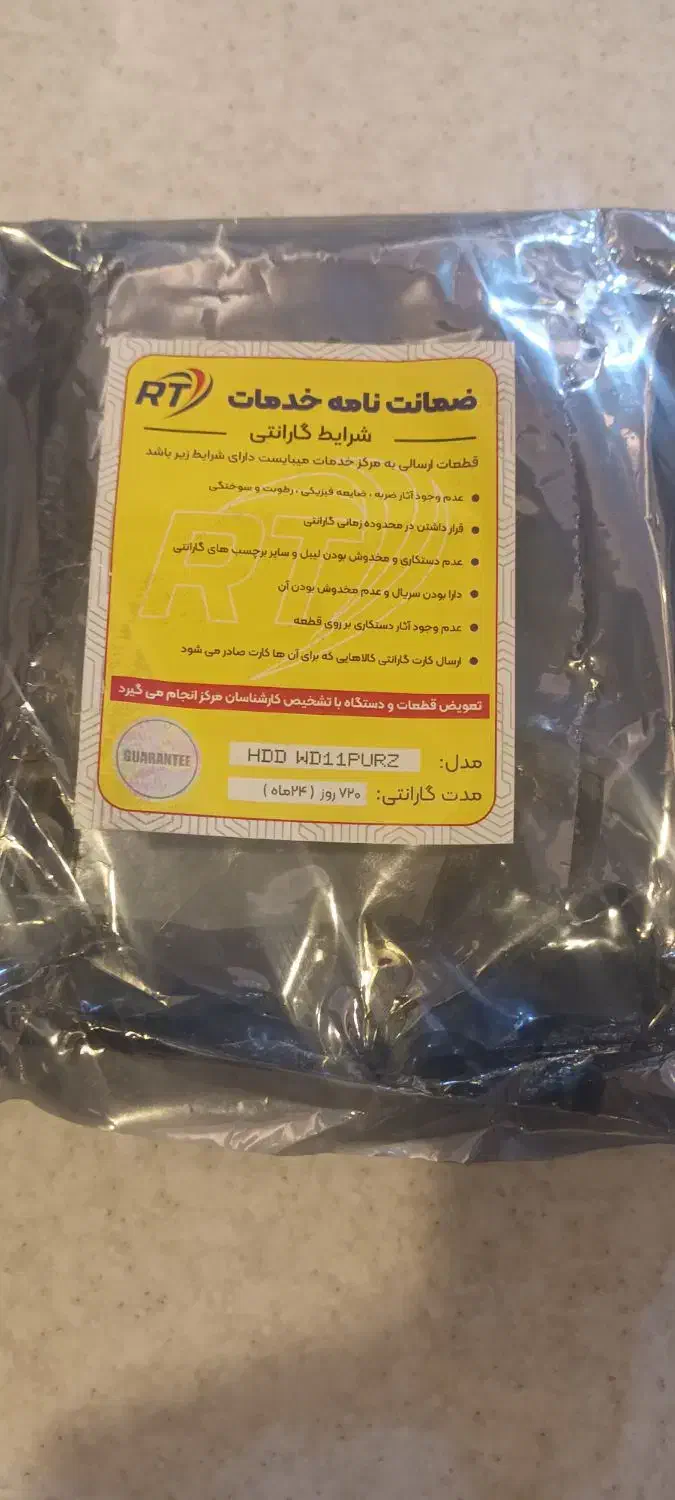 RT
ضمانت نامه خدمات
شرایط گارانتی
قطعات ارسالی به مرکز خدمات میبایست دارای شرایط زیر باشد
● عدم وجود آثار ضربه ، ضایعه فیزیکی ، رطوبت و سوختگی
● قرار داشتن در محدوده زمانی گارانتی
● عدم دستکاری و مخدوش بودن لیبل و سایر برچسب های گارانتی
● دارا بودن سریال و عدم مخدوش بودن آن
● عدم وجود آثار دستکاری بر روی قطعه
● ارسال کارت گارانتی کالاهایی که برای آن ها کارت صادر می شود
RT
تعویض قطعات و دستگاه با تشخیص کارشناسان مرکز انجام می گیرد
مدل: HDD WD11PURZ
GUARANTEE
مدت گارانتی: ۷۲۰ روز (۲۴ماه )